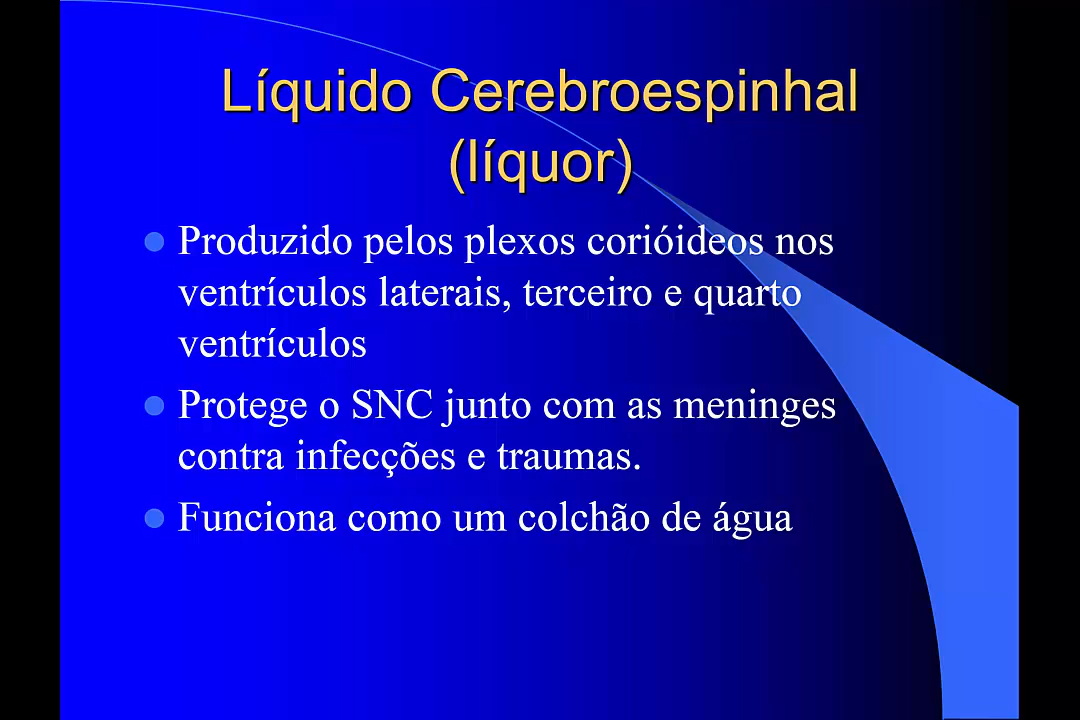 Líquido Cerebroespinhal
(líquor)
Produzido pelos plexos corióideos nos
ventrículos laterais, terceiro e quarto
ventrículos
Protege o SNC junto com as meninges
contra infecções e traumas.
Funciona como um colchão de água